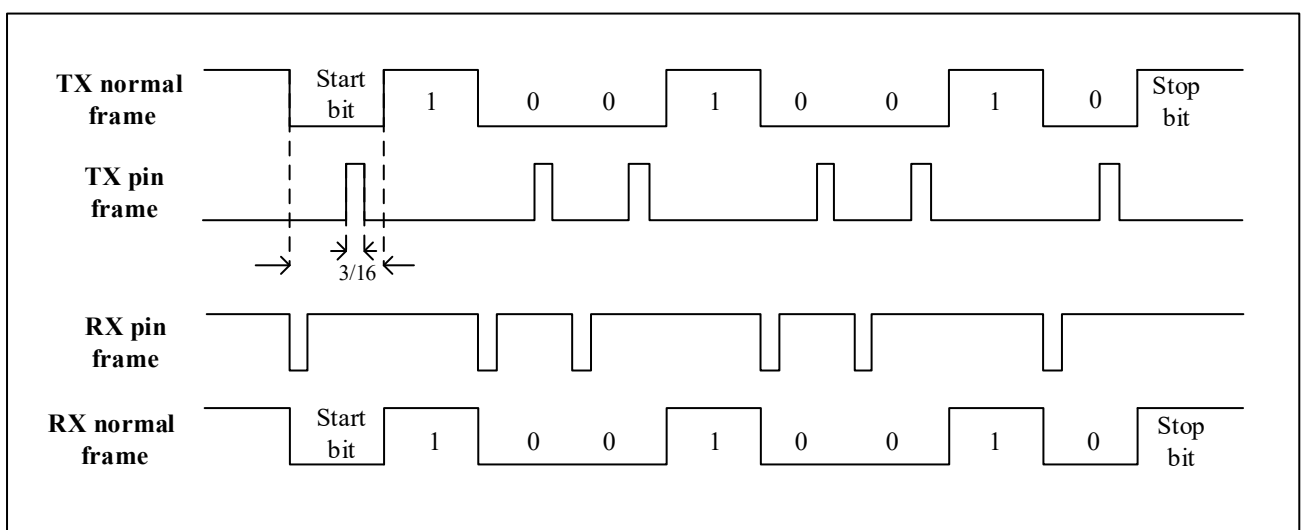 TX normal
frame
Start
bit
1 0 0 1 0 0 1 0
Stop
bit
TX pin
frame
3/16
RX pin
frame
RX normal
frame
Start
bit
1 0 0 1 0 0 1 0
Stop
bit